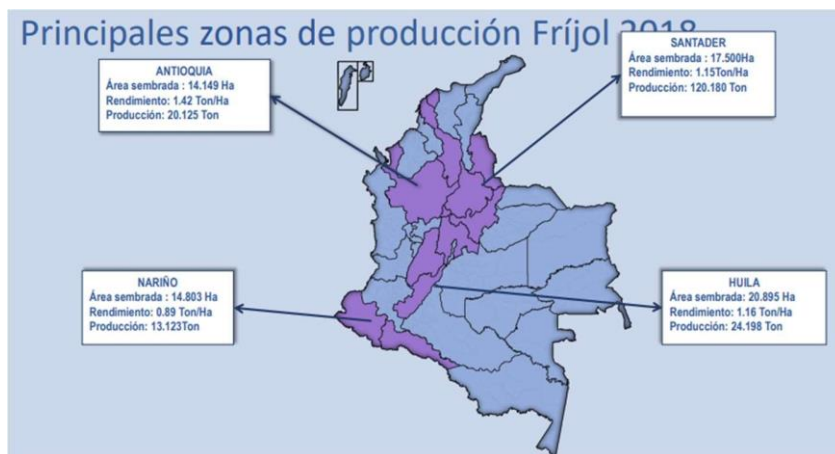 Principales zonas de producción Fríjol 2018
ANTIOQUIA
Área sembrada : 14.149 Ha
Rendimiento: 1.42 Ton/Ha
Producción: 20.125 Ton
SANTADER
Área sembrada : 17.500Ha
Rendimiento: 1.15Ton/Ha
Producción: 120.180 Ton
NARIÑO
Área sembrada : 14.803 Ha
Rendimiento: 0.89 Ton/Ha
Producción: 13.123Ton
HUILA
Área sembrada: 20.895 Ha
Rendimiento: 1.16 Ton/Ha
Producción: 24.198 Ton